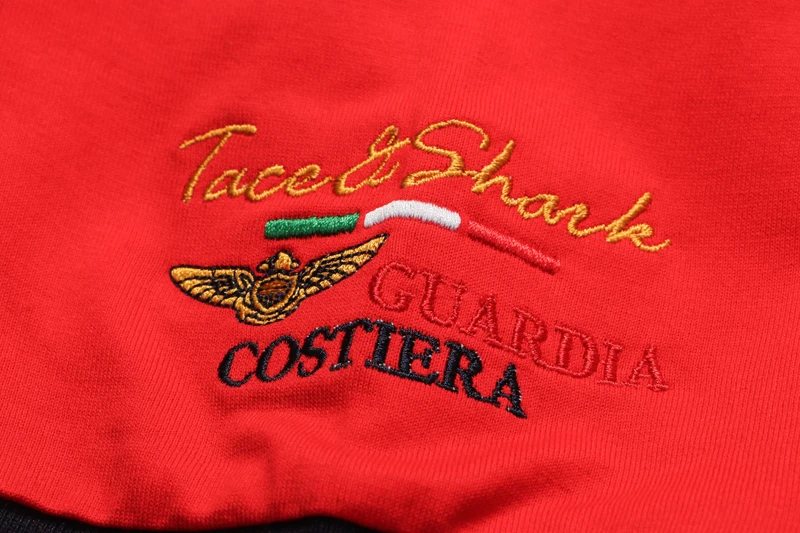 Tace & Shark
GUARDIA
COSTIERA